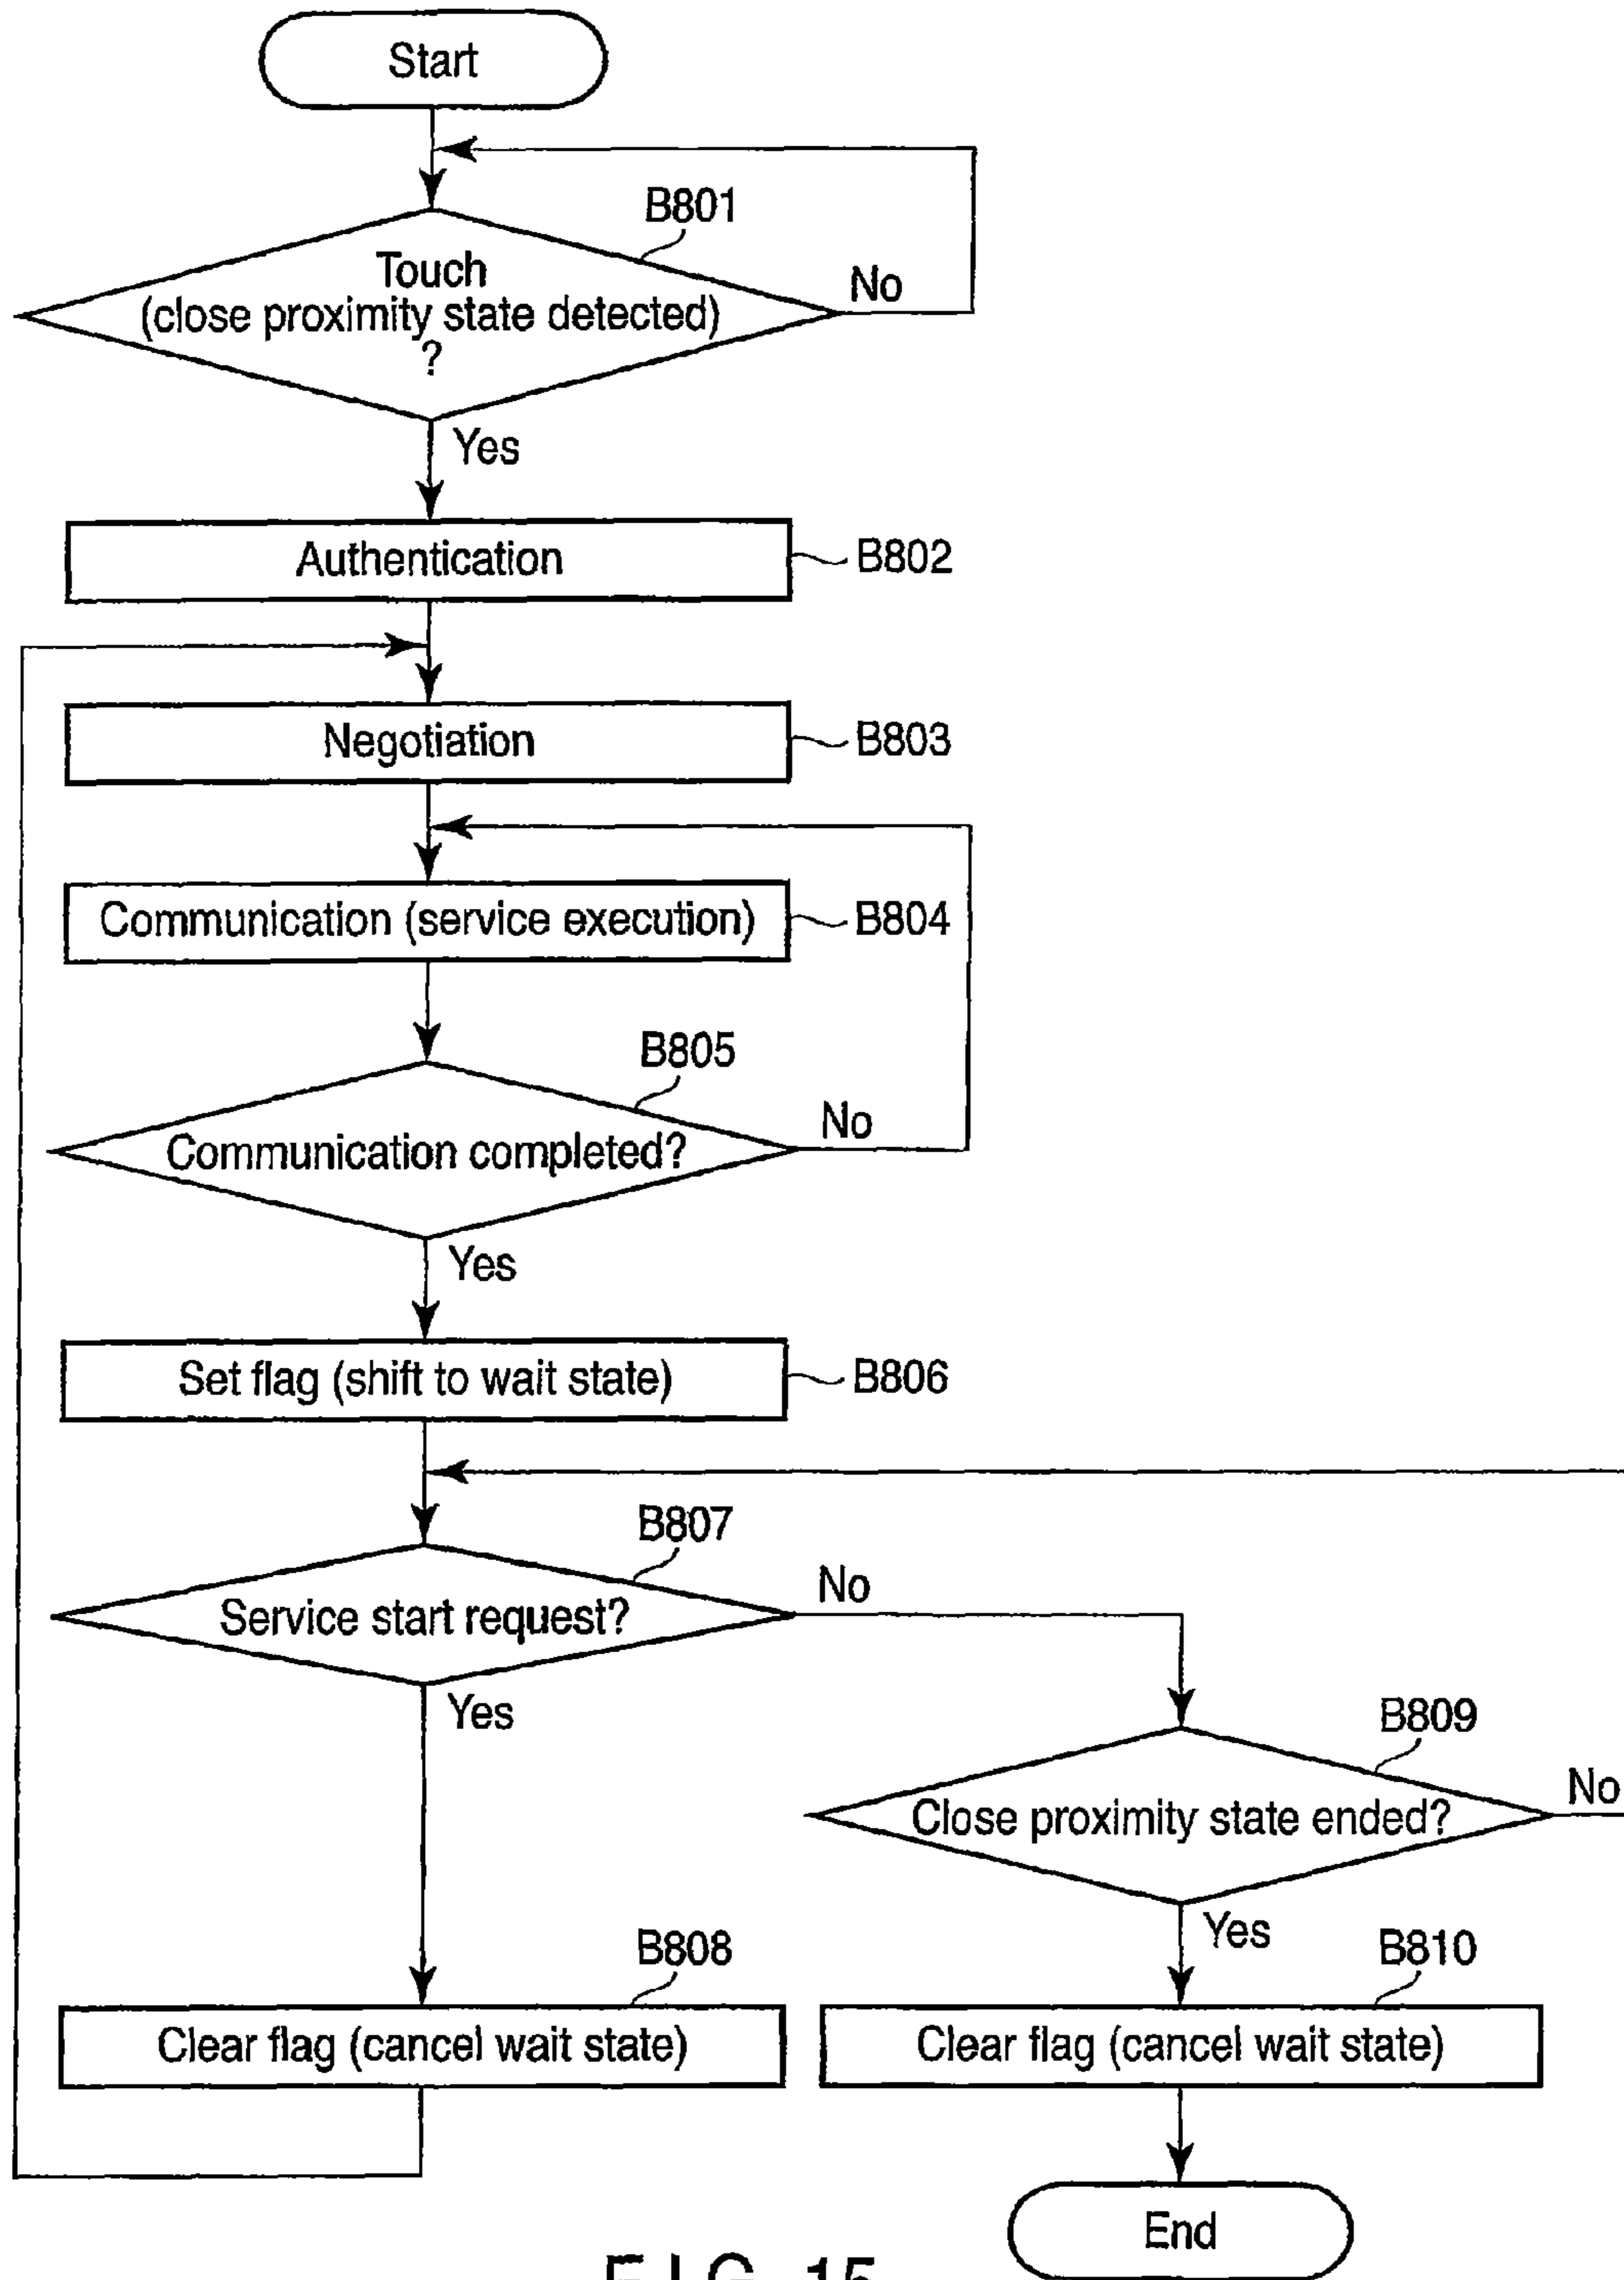 Start
B801
Touch
(close proximity state detected)
?
No
Yes
Authentication
B802
Negotiation
B803
Communication (service execution)
B804
B805
Communication completed?
No
Yes
Set flag (shift to wait state)
B806
B807
Service start request?
No
Yes
B809
Close proximity state ended?
No
Yes
B808
Clear flag (cancel wait state)
B810
Clear flag (cancel wait state)
End
FIG. 15